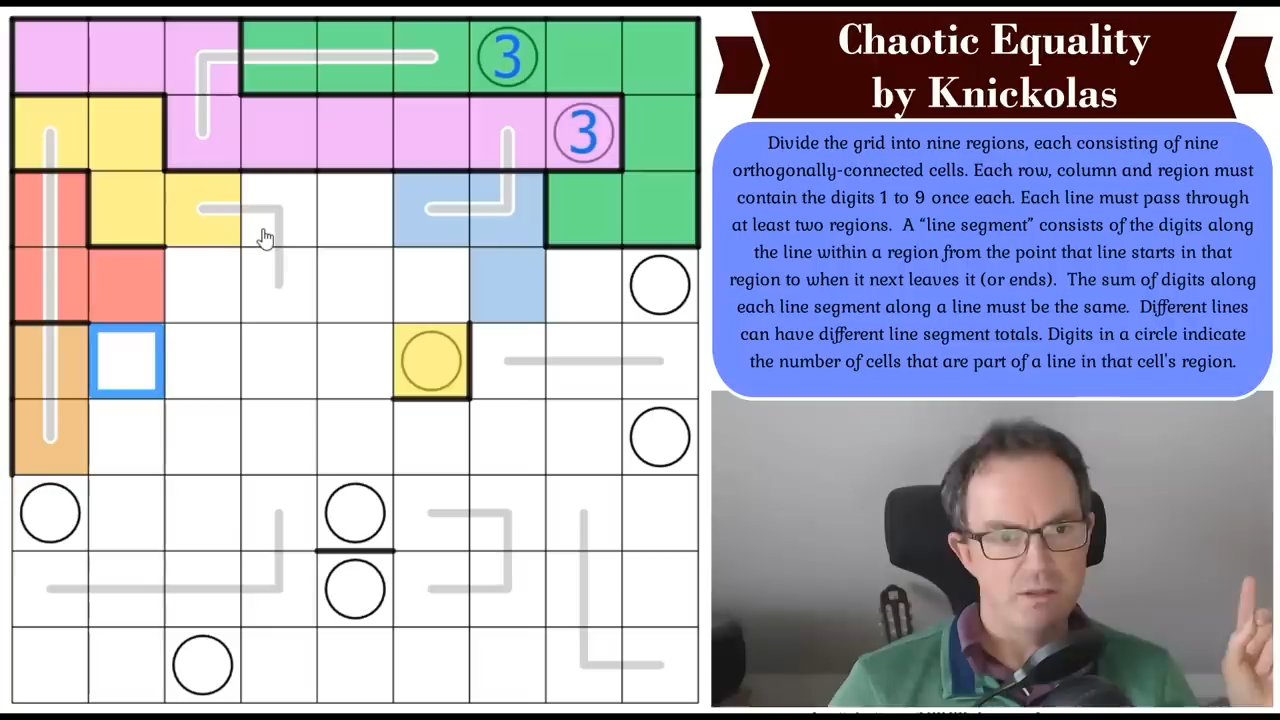 Chaotic Equality
by Knickolas
Divide the grid into nine regions, each consisting of nine
orthogonally-connected cells. Each row, column and region must
contain the digits 1 to 9 once each. Each line must pass through
at least two regions. A “line segment” consists of the digits along
the line within a region from the point that line starts in that
region to when it next leaves it (or ends). The sum of digits along
each line segment along a line must be the same. Different lines
can have different line segment totals. Digits in a circle indicate
the number of cells that are part of a line in that cell's region.
3
3